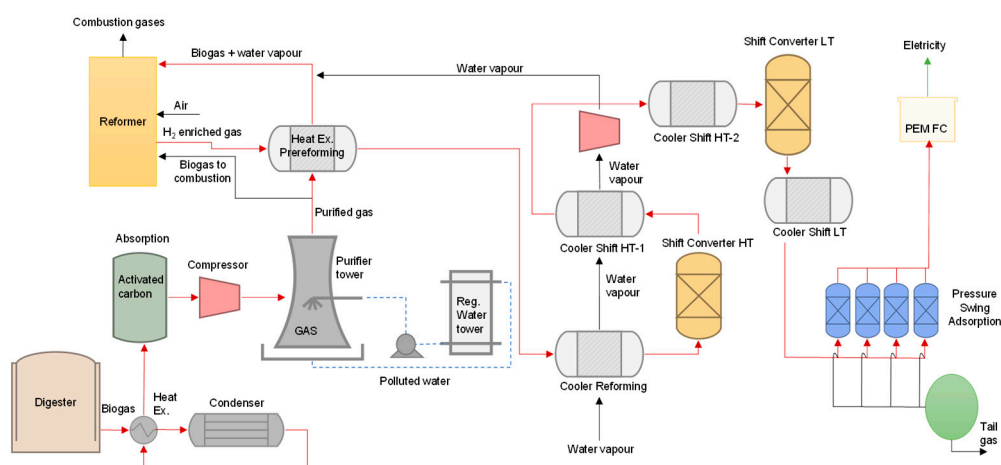 Combustion gases
Biogas + water vapour
Reformer
Air
H₂ enriched gas
Biogas to
combustion
Heat Ex.
Prereforming
Purified gas
Water vapour
Shift Converter LT
Cooler Shift HT-2
Eletricity
PEM FC
Water
vapour
Cooler Shift HT-1
Shift Converter HT
Cooler Shift LT
Absorption
Activated
carbon
Compressor
Purifier
tower
GAS
Reg.
Water
tower
Polluted water
Water
vapour
Cooler Reforming
Water vapour
Pressure
Swing
Adsorption
Tail
gas
Digester
Biogas
Heat
Ex.
Condenser